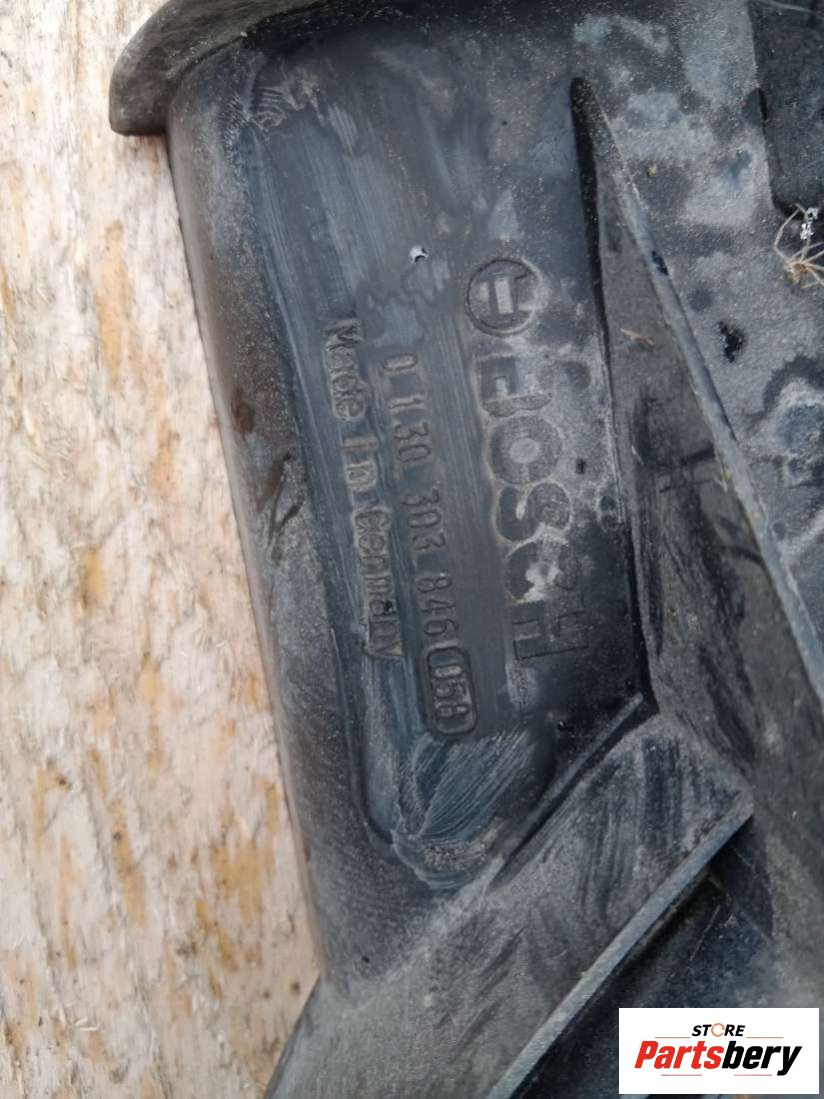 BOSCH
0 130 303 846 058
Made in Germany
STORE
Partsbery